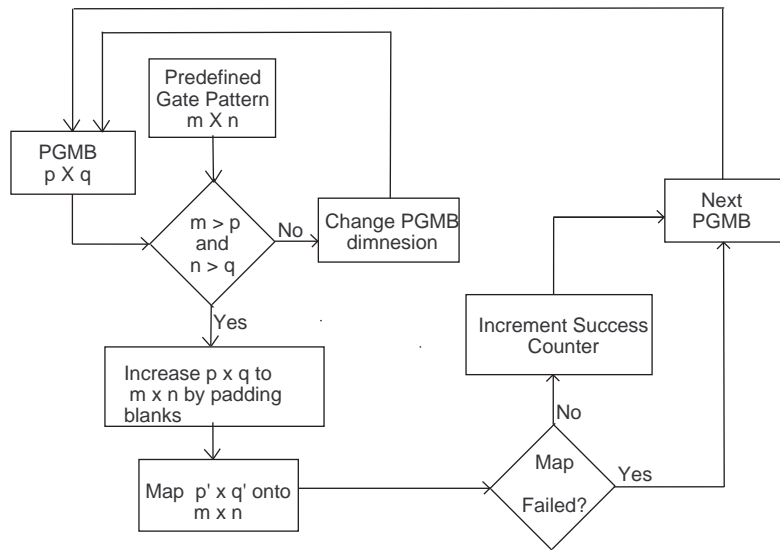 Predefined
Gate Pattern
m X n
PGMB
p X q
m > p
and
n > q
No
Change PGMB
dimnesion
Next
PGMB
Yes
Increment Success
Counter
Increase p x q to
m x n by padding
blanks
No
Map p' x q' onto
m x n
Map
Failed?
Yes